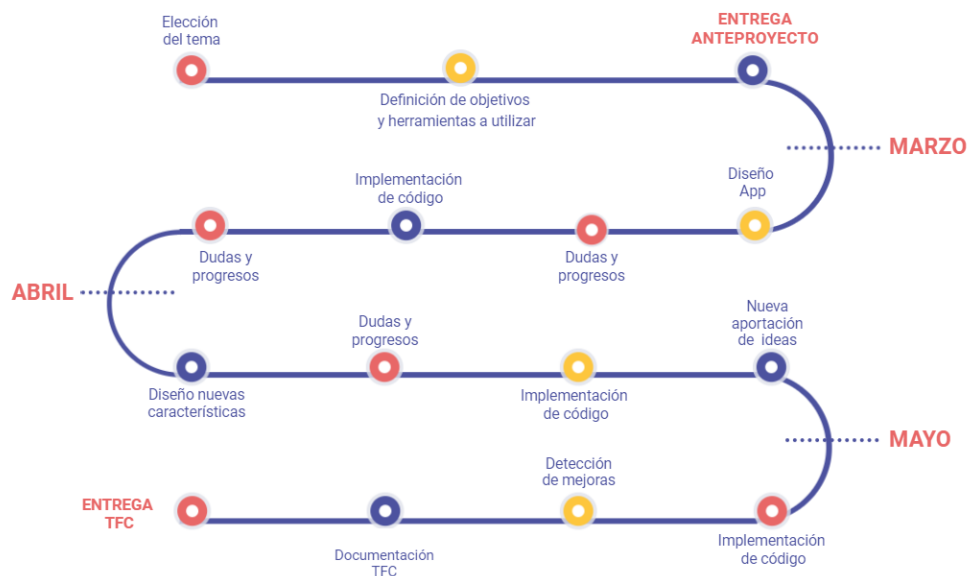 Elección
del tema
Definición de objetivos
y herramientas a utilizar
ENTREGA
ANTEPROYECTO
MARZO
Diseño
App
Dudas y
progresos
Implementación
de código
Dudas y
progresos
ABRIL
Diseño nuevas
características
Dudas y
progresos
Implementación
de código
Nueva
aportación
de ideas
MAYO
Implementación
de código
Detección
de mejoras
Documentación
TFC
ENTREGA
TFC